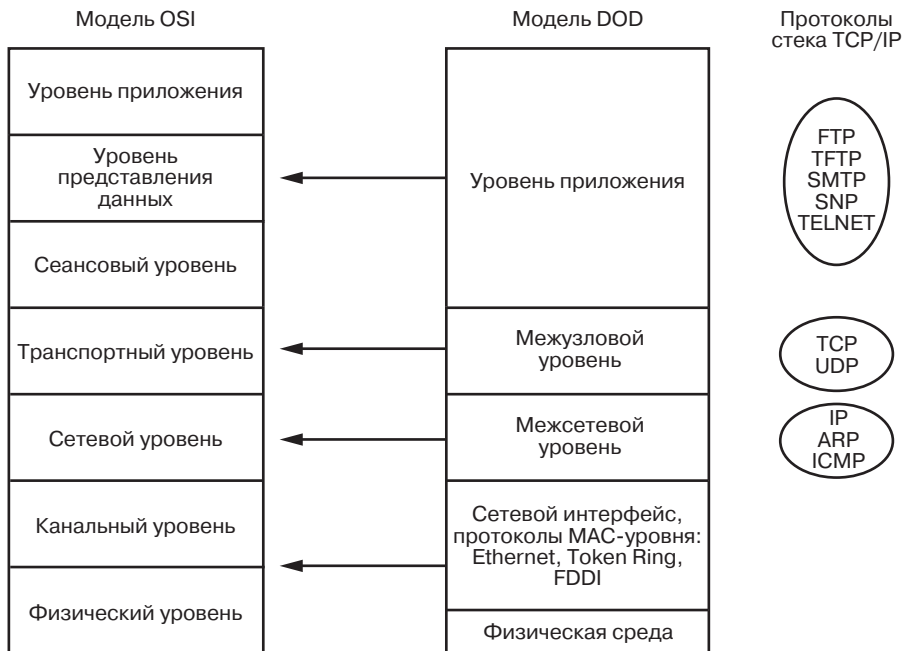 Модель OSI
Уровень приложения
Уровень
представления
данных
Сеансовый уровень
Транспортный уровень
Сетевой уровень
Канальный уровень
Физический уровень
Модель DOD
Уровень приложения
Межузловой
уровень
Межсетевой
уровень
Сетевой интерфейс,
протоколы MAC-уровня:
Ethernet, Token Ring,
FDDI
Физическая среда
Протоколы
стека TCP/IP
FTP
TFTP
SMTP
SNP
TELNET
TCP
UDP
IP
ARP
ICMP